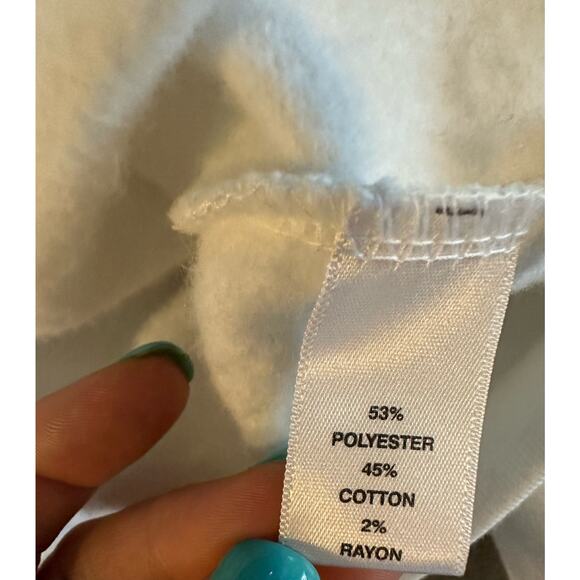 53%
POLYESTER
45%
COTTON
2%
RAYON